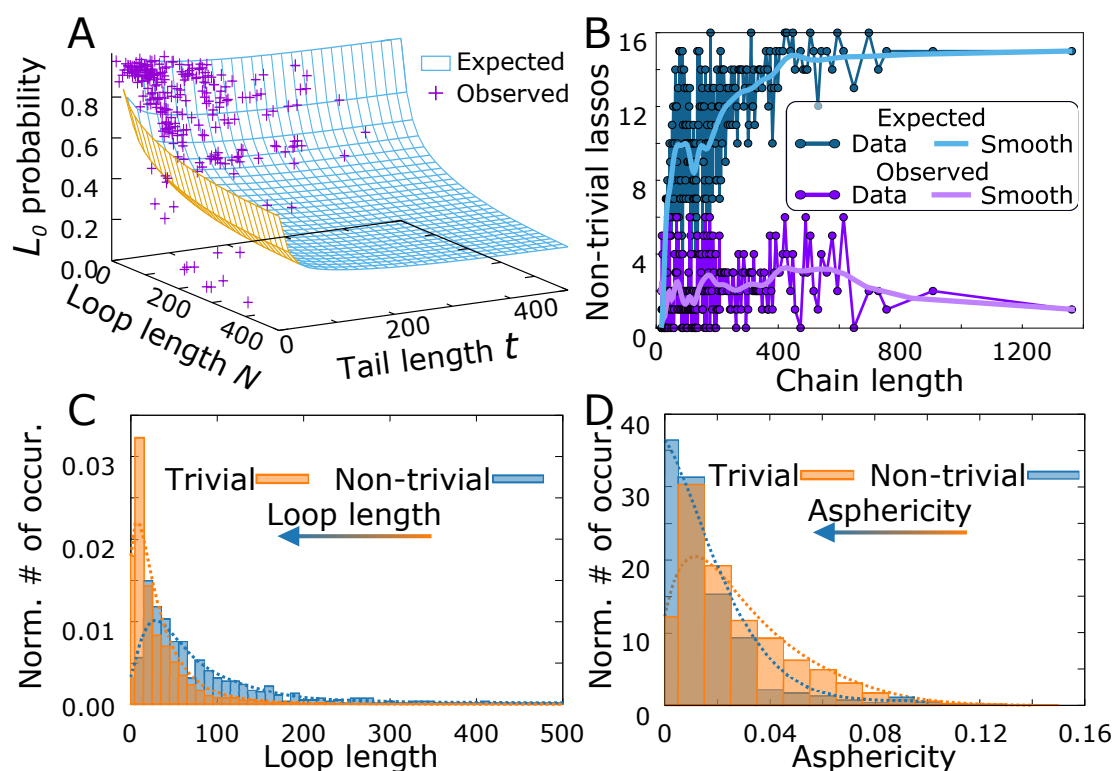 A
Expected
Observed
L0 probability
0.8
0.6
0.4
0.2
0.0
0
200
400
Loop length N
0
200
400
Tail length t
B
Non-trivial lassos
16
12
8
4
0
0
400
800
1200
Chain length
Expected
Data Smooth
Observed
Data Smooth
C
Norm. # of occur.
0.03
0.02
0.01
0.00
0
100
200
300
400
500
Loop length
Trivial Non-trivial
Loop length
D
Norm. # of occur.
40
30
20
10
0
0
0.04
0.08
0.12
0.16
Asphericity
Trivial Non-trivial
Asphericity